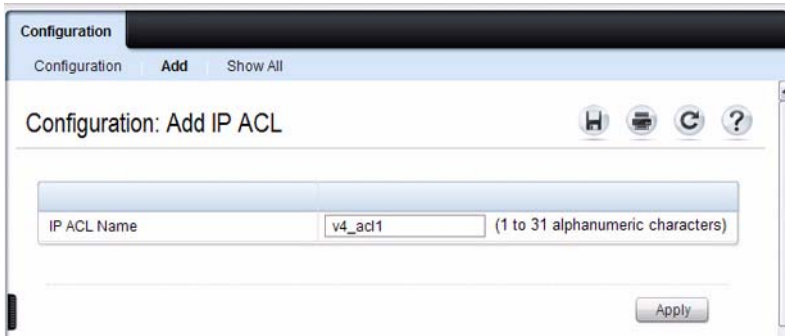 Configuration
Configuration Add Show All
Configuration: Add IP ACL
?
IP ACL Name v4_acl1 (1 to 31 alphanumeric characters)
Apply